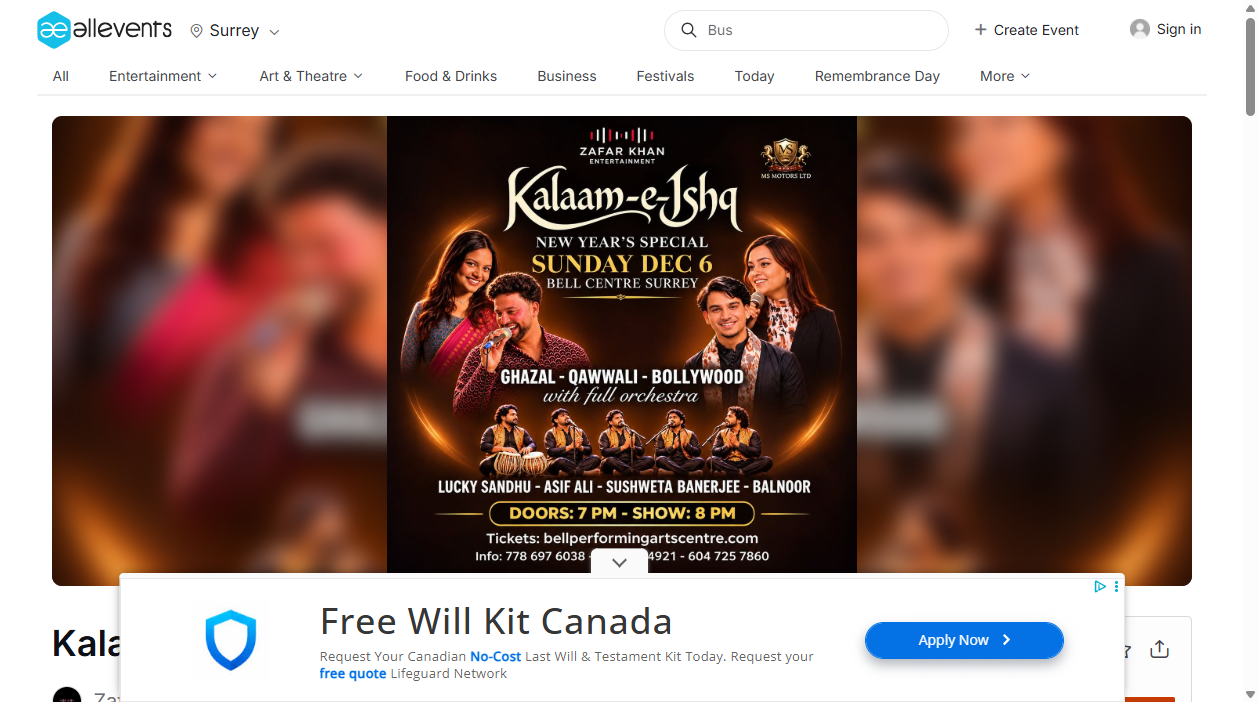 allevents
Surrey
Bus
Create Event
Sign in
All
Entertainment
Art & Theatre
Food & Drinks
Business
Festivals
Today
Remembrance Day
More
ZAFAR KHAN
ENTERTAINMENT
VS
MS MOTORS LTD
Kalaam-e-Ishq
NEW YEAR'S SPECIAL
SUNDAY DEC 6
BELL CENTRE SURREY
GHAZAL - QAWWALI - BOLLYWOOD
with full orchestra
LUCKY SANDHU - ASIF ALI - SUSHWETA BANERJEE - BALNOOR
DOORS: 7 PM - SHOW: 8 PM
Tickets: bellperformingartscentre.com
Info: 778 697 6038 4921 - 604 725 7860
Free Will Kit Canada
Request Your Canadian No-Cost Last Will & Testament Kit Today. Request your
free quote Lifeguard Network
Apply Now
Kala
Za